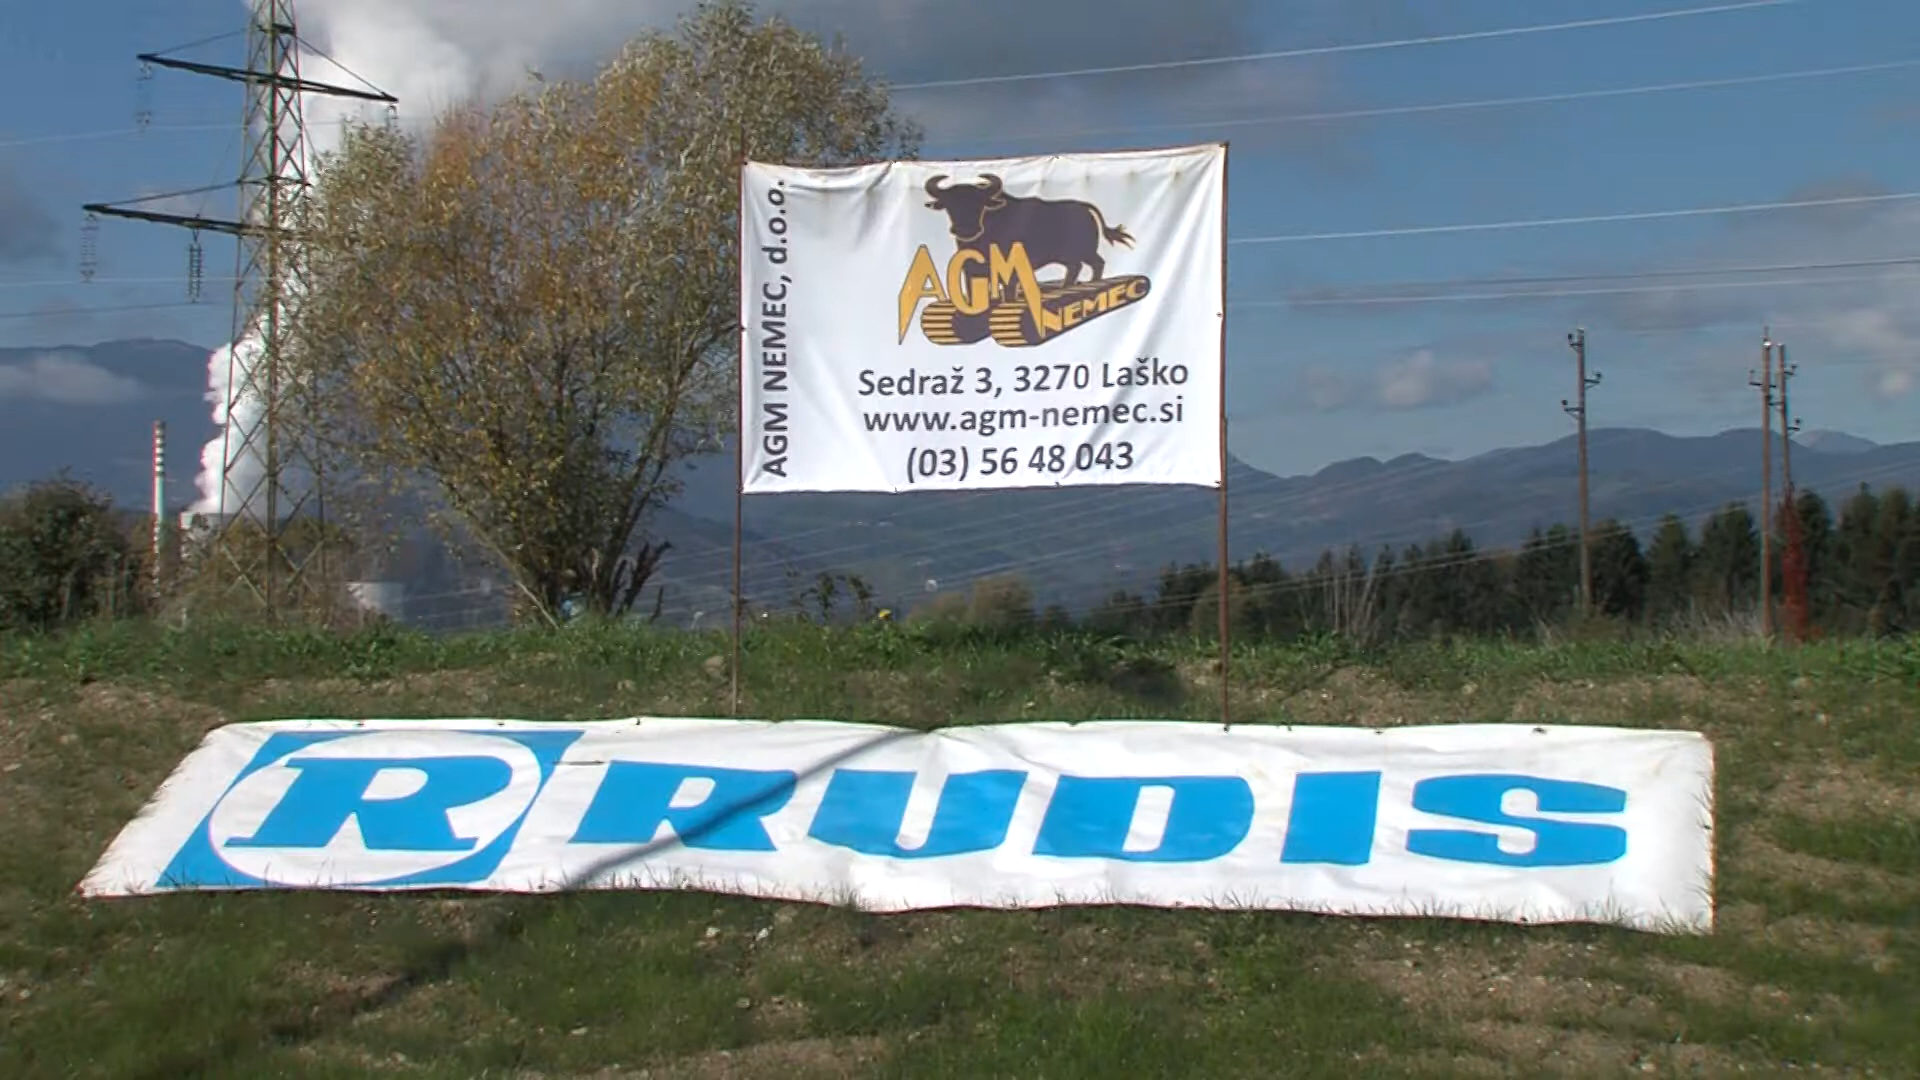 AGM NEMEC, d.o.o.
AGM
NEMEC
Sedraž 3, 3270 Laško
www.agm-nemec.si
(03) 56 48 043
R RUDIS